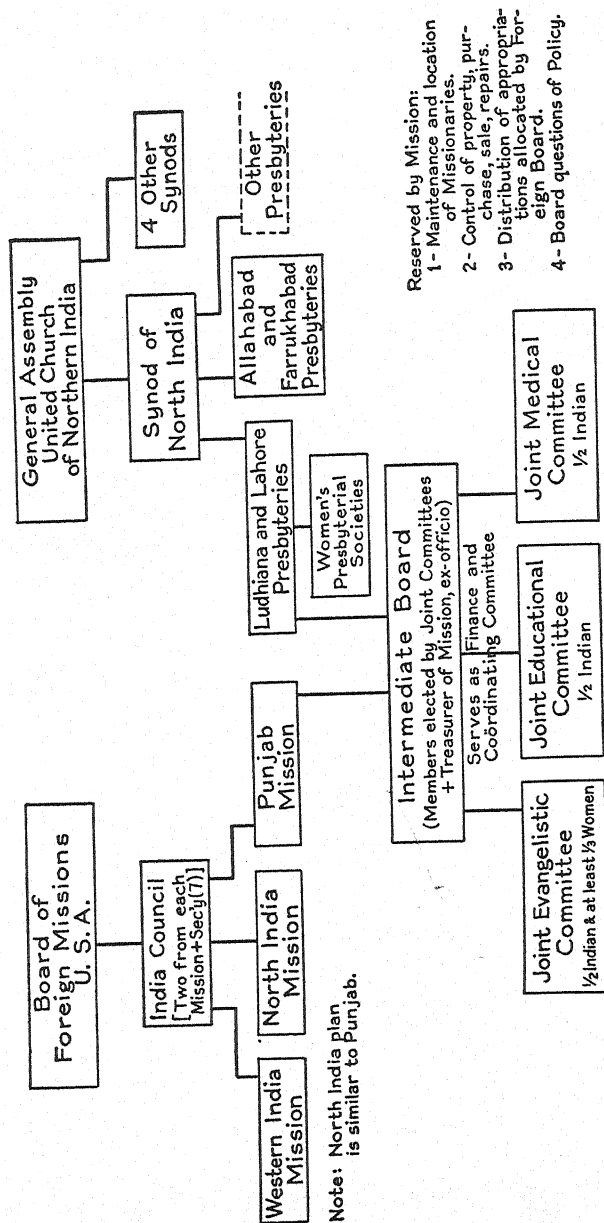 Board of
Foreign Missions
U. S. A.
General Assembly
United Church
of Northern India
India Council
[Two from each
Mission+Sec'y(7)]
Synod of
North India
4 Other
Synods
Western India
Mission
North India
Mission
Punjab
Mission
Ludhiana and Lahore
Presbyteries
Allahabad
and
Farrukhabad
Presbyteries
Other
Presbyteries
Women's
Presbyterial
Societies
Note: North India plan
is similar to Punjab.
Intermediate Board
(Members elected by Joint Committees
+ Treasurer of Mission, ex-officio)
Serves as Finance and
Coördinating Committee
Reserved by Mission:
1- Maintenance and location
of Missionaries.
2- Control of property, pur-
chase, sale, repairs.
3- Distribution of appropria-
tions allocated by For-
eign Board.
4- Board questions of Policy.
Joint Evangelistic
Committee
½ Indian & at least ⅓ Women
Joint Educational
Committee
½ Indian
Joint Medical
Committee
½ Indian